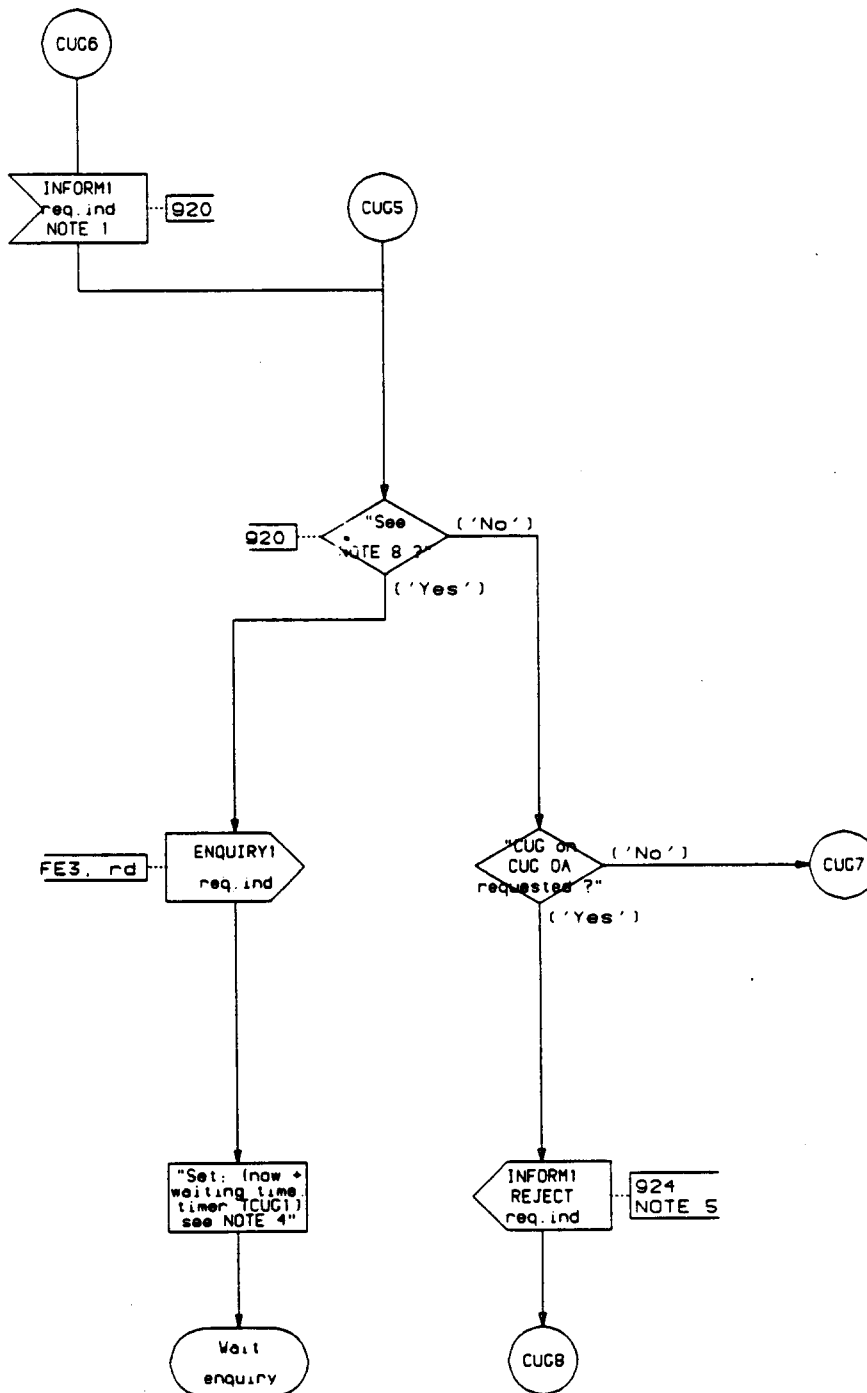 CUG6
INFORM1
req.ind
NOTE 1
920
CUG5
"See
NOTE 8 ?"
920
('No')
('Yes')
ENQUIRY1
req.ind
FE3, rd
"CUG or
CUG OA
requested ?"
('No')
CUG7
('Yes')
"Set: (now +
waiting time,
timer TCUG1)
see NOTE 4"
INFORM1
REJECT
req.ind
924
NOTE 5
Wait
enquiry
CUG8